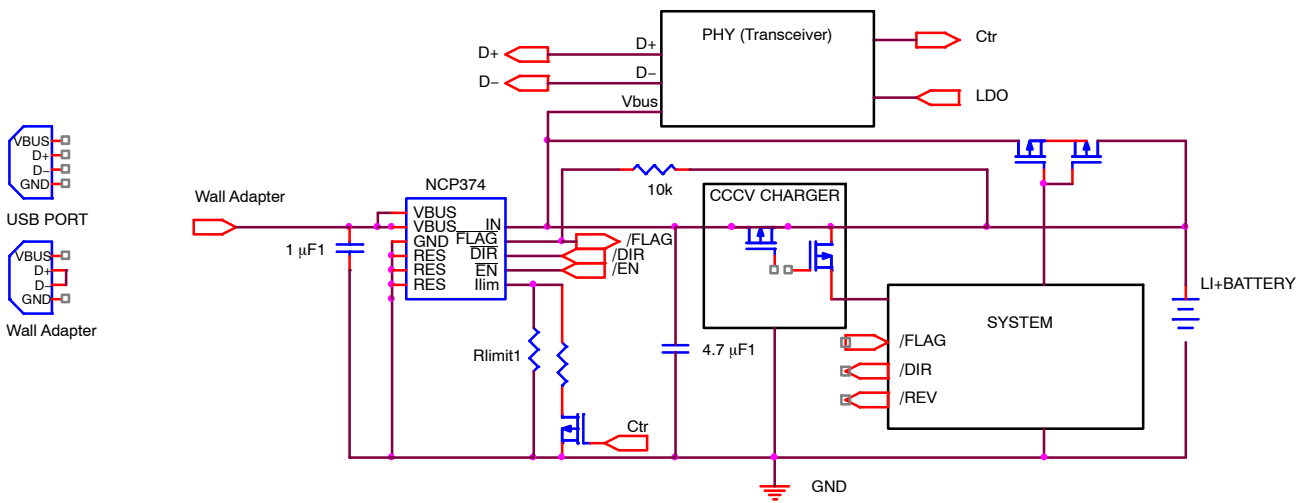 PHY (Transceiver)
D+
D−
Vbus
D+
D−
Ctr
LDO
VBUS
D+
D−
GND
USB PORT
VBUS
D+
D−
GND
Wall Adapter
Wall Adapter
1 µF1
NCP374
VBUS
VBUS
GND
RES
RES
RES
IN
FLAG
DIR
EN
Ilim
/FLAG
/DIR
/EN
10k
Rlimit1
4.7 µF1
Ctr
CCCV CHARGER
SYSTEM
/FLAG
/DIR
/REV
LI+BATTERY
GND